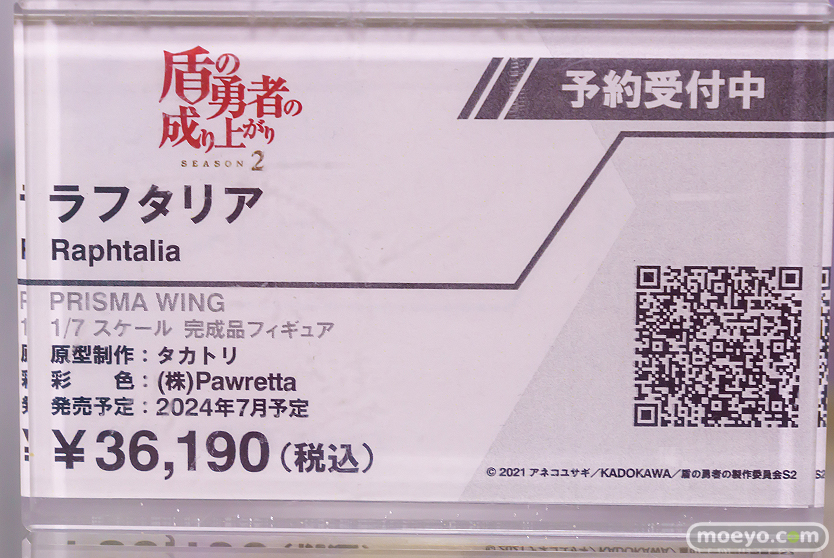 盾の勇者の
成り上がり
SEASON 2
予約受付中
ラフタリア
Raphtalia
PRISMA WING
1/7 スケール 完成品フィギュア
原型制作：タカトリ
彩　色：(株)Pawretta
発売予定：2024年7月予定
￥36,190(税込)
© 2021 アネコユサギ／KADOKAWA／盾の勇者の製作委員会S2
moeyo.com